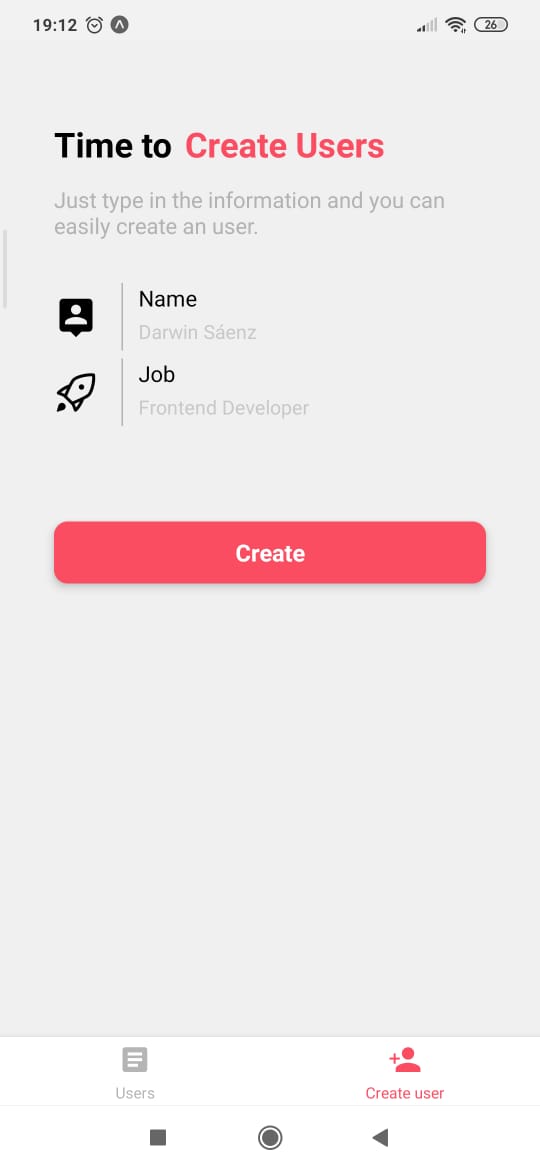 19:12
26
Time to Create Users
Just type in the information and you can
easily create an user.
Name
Darwin Sáenz
Job
Frontend Developer
Create
Users
Create user